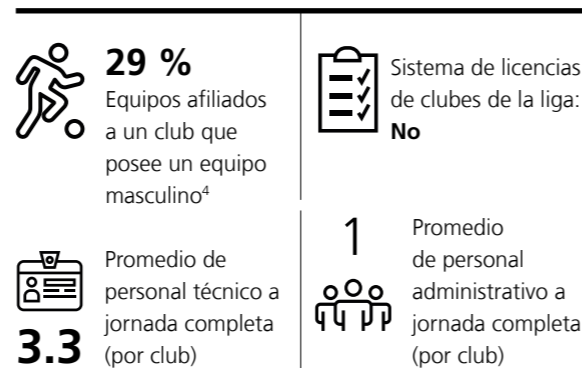 29 %
Equipos afiliados
a un club que
posee un equipo
masculino⁴
Sistema de licencias
de clubes de la liga:
No
3.3
Promedio de
personal técnico a
jornada completa
(por club)
1
Promedio
de personal
administrativo a
jornada completa
(por club)